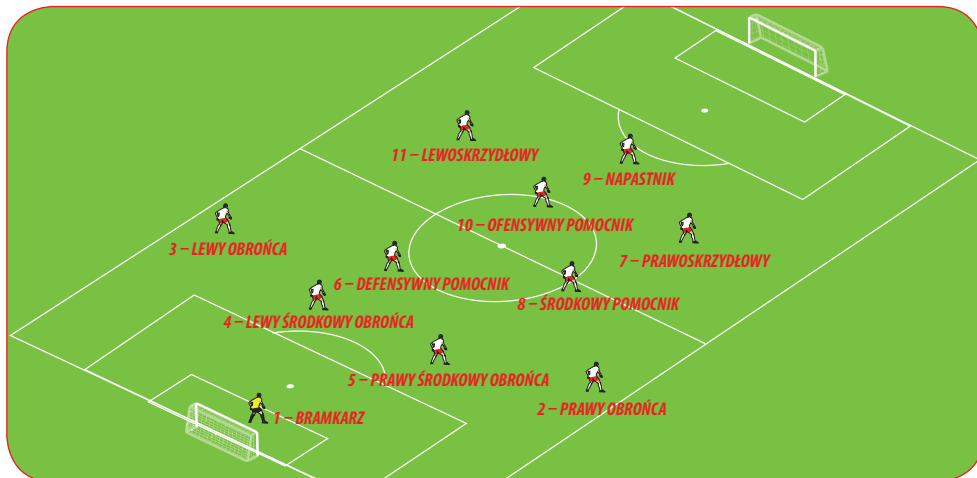 11 – LEWOSKRZYDŁOWY
9 – NAPASTNIK
10 – OFENSYWNY POMOCNIK
3 – LEWY OBROŃCA
7 – PRAWOSKRZYDŁOWY
6 – DEFENSYWNY POMOCNIK
8 – ŚRODKOWY POMOCNIK
4 – LEWY ŚRODKOWY OBROŃCA
5 – PRAWY ŚRODKOWY OBROŃCA
2 – PRAWY OBROŃCA
1 – BRAMKARZ